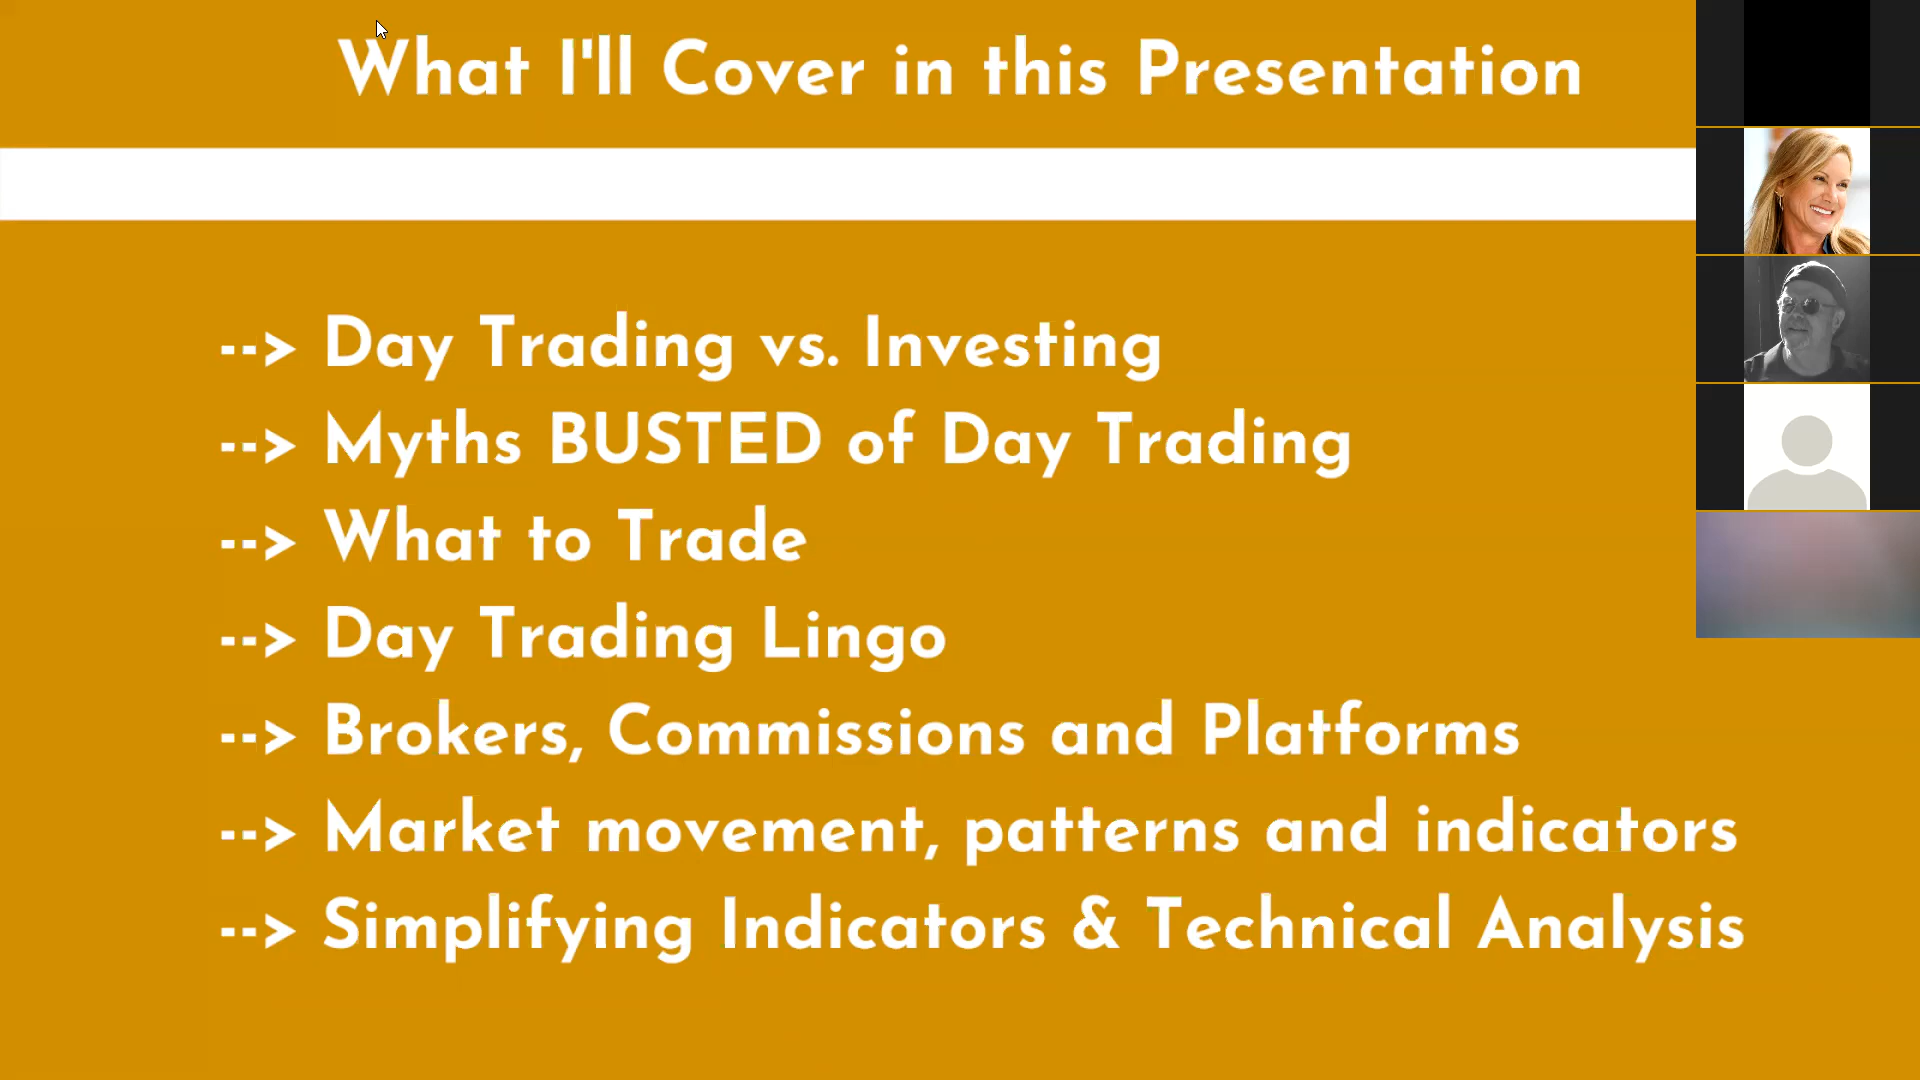 What I'll Cover in this Presentation
--> Day Trading vs. Investing
--> Myths BUSTED of Day Trading
--> What to Trade
--> Day Trading Lingo
--> Brokers, Commissions and Platforms
--> Market movement, patterns and indicators
--> Simplifying Indicators & Technical Analysis